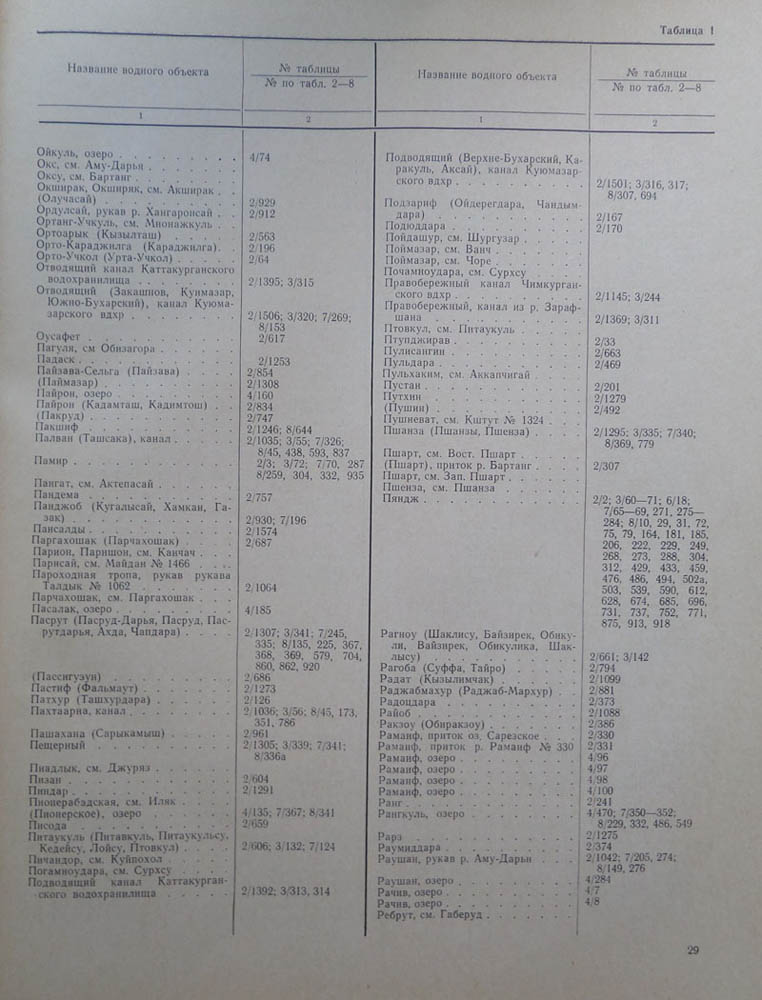 Таблица 1
Название водного объекта
№ таблицы
№ по табл. 2—8
1
2
Ойкуль, озеро . . . . . . . . 4/74
Окс, см. Аму-Дарья . . . . . .
Оксу, см. Бартанг . . . . . .
Окширак, Окширяк, см. Акширак . .
(Олучасай) . . . . . . . . 2/929
Ордулсай, рукав р. Хангаронсай . . 2/912
Ортанг-Учкуль, см. Мионажкуль . .
Ортоарык (Кызылташ) . . . . . 2/563
Орто-Караджилга (Караджилга). . 2/196
Орто-Учкол (Урта-Учкол) . . . . . 2/64
Отводящий канал Каттакурганского
водохранилища . . . . . . . 2/1395; 3/315
Отводящий (Закашпов, Куимазар,
Южно-Бухарский), канал Куюма-
зарского вдхр . . . . . . . . 2/1506; 3/320; 7/269;
8/153
Оусафет . . . . . . . . . . 2/617
Пагуля, см Обизагора . . . . . .
Падаск . . . . . . . . . . . 2/1253
Пайзава-Сельга (Пайзава) . . . . 2/854
(Паймазар) . . . . . . . . . 2/1308
Пайрон, озеро . . . . . . . . 4/160
Пайрон (Кадамташ, Кадимтош) . . 2/834
(Пакруд) . . . . . . . . . . 2/747
Пакшиф . . . . . . . . . . 2/1246; 8/644
Палван (Ташсака), канал . . . . 2/1035; 3/55; 7/326;
8/45, 438, 593, 837
Памир . . . . . . . . . . . 2/3; 3/72; 7/70, 287
8/259, 304, 332, 935
Пангат, см. Актепасай . . . . . .
Пандема . . . . . . . . . . 2/757
Панджоб (Кугалысай, Хамкан, Га-
зак) . . . . . . . . . . . 2/930; 7/196
Пансалды . . . . . . . . . . 2/1574
Паргахошак (Парчахошак) . . . . 2/687
Парион, Паришон, см. Канчач . . .
Парнсай, см. Майдан № 1466 . . . .
Пароходная тропа, рукав рукава
Талдык № 1062 . . . . . . . 2/1064
Парчахошак, см. Паргахошак . . .
Пасалак, озеро . . . . . . . . 4/185
Пасрут (Пасруд-Дарья, Пасруд, Пас-
рутдарья, Ахда, Чапдара) . . . . 2/1307; 3/341; 7/245,
335; 8/135, 225, 367,
368, 369, 579, 704,
860, 862, 920
(Пассигузун) . . . . . . . . 2/686
Пастиф (Фальмаут) . . . . . . . 2/1273
Патхур (Ташхурдара) . . . . . . 2/126
Пахтаарна, канал . . . . . . . . 2/1036; 3/56; 8/45, 173,
351, 786
Пашахана (Сарыкамыш) . . . . . 2/961
Пещерный . . . . . . . . . . 2/1305; 3/339; 7/341;
8/336а
Пиадлык, см. Джуряз . . . . . .
Пизан . . . . . . . . . . . 2/604
Пиндар . . . . . . . . . . . 2/1291
Пионерабадская, см. Иляк . . . . .
(Пионерское), озеро . . . . . . 4/135; 7/367; 8/341
Писода . . . . . . . . . . . 2/659
Питаукуль (Питавкуль, Питаукульсу,
Кедейсу, Лойсу, Птовкул) . . . . 2/606; 3/132; 7/124
Пичандор, см. Куйпохол . . . . .
Погамноудара, см. Сурхсу . . . .
Подводящий канал Каттакурган-
ского водохранилища . . . . . 2/1392; 3/313, 314
Название водного объекта
№ таблицы
№ по табл. 2—8
1
2
Подводящий (Верхне-Бухарский, Ка-
ракуль, Аксай), канал Куюмазар-
ского вдхр . . . . . . . . . 2/1501; 3/316, 317;
8/307, 694
Подзариф (Ойдерегдара, Чандым-
дара) . . . . . . . . . . 2/167
Подюддара . . . . . . . . . 2/170
Пойдашур, см. Шургузар . . . . .
Поймазар, см. Ванч . . . . . . .
Поймазар, см. Чоре . . . . . . .
Почамноудара, см. Сурхсу . . . .
Правобережный канал Чимкурган-
ского вдхр . . . . . . . . . 2/1145; 3/244
Правобережный, канал из р. Зараф-
шана . . . . . . . . . . . 2/1369; 3/311
Птовкул, см. Питаукуль . . . . .
Птупджирав . . . . . . . . . 2/33
Пулисангин . . . . . . . . . 2/663
Пульдара . . . . . . . . . . 2/469
Пульхаким, см. Аккапчигай . . . .
Пустан . . . . . . . . . . . 2/201
Путхин . . . . . . . . . . . 2/1279
(Пушин) . . . . . . . . . . 2/492
Пушневат, см. Кштут № 1324 . . . .
Пшанза (Пшанзы, Пшенза) . . . 2/1295; 3/335; 7/340;
8/369, 779
Пшарт, см. Вост. Пшарт . . . . .
(Пшарт), приток р. Бартанг . . . . 2/307
Пшарт, см. Зап. Пшарт . . . . . .
Пшенза, см. Пшанза . . . . . . .
Пяндж . . . . . . . . . . . 2/2; 3/60—71; 6/18;
7/65—69, 271, 275—
284; 8/10, 29, 31, 72,
75, 79, 164, 181, 185,
206, 222, 229, 249,
268, 273, 288, 304,
312, 429, 433, 459,
476, 486, 494, 502а,
503, 539, 590, 612,
628, 674, 685, 696,
731, 737, 752, 771,
875, 913, 918
Рагноу (Шаклису, Байзирек, Обику-
ли, Вайзирек, Обикулика, Шак-
лысу) . . . . . . . . . . 2/661; 3/142
Рагоба (Суффа, Тайро) . . . . . 2/794
Радат (Кызылимчак) . . . . . . 2/1099
Раджабмахур (Раджаб-Мархур) . . 2/881
Радоцдара . . . . . . . . . 2/373
Райоб . . . . . . . . . . . 2/1088
Ракзоу (Обиракзоу) . . . . . . 2/386
Раманф, приток оз. Сарезское . . . 2/330
Раманф, приток р. Раманф № 330 2/331
Раманф, озеро . . . . . . . . 4/96
Раманф, озеро . . . . . . . . 4/97
Раманф, озеро . . . . . . . . 4/98
Раманф, озеро . . . . . . . . 4/100
Ранг . . . . . . . . . . . . 2/241
Рангкуль, озеро . . . . . . . . 4/470; 7/350—352;
8/229, 332, 486, 549
Рарз . . . . . . . . . . . . 2/1275
Раумиддара . . . . . . . . . 2/374
Раушан, рукав р. Аму-Дарьи . . . 2/1042; 7/205, 274;
8/149, 276
Раушан, озеро . . . . . . . . 4/284
Рачив, озеро . . . . . . . . . 4/7
Рачив, озеро . . . . . . . . . 4/8
Ребрут, см. Габеруд . . . . . . .
29